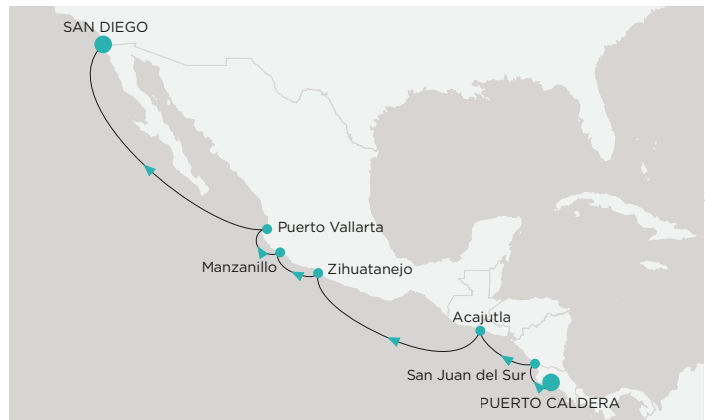 SAN DIEGO
Puerto Vallarta
Manzanillo
Zihuatanejo
Acajutla
San Juan del Sur
PUERTO CALDERA